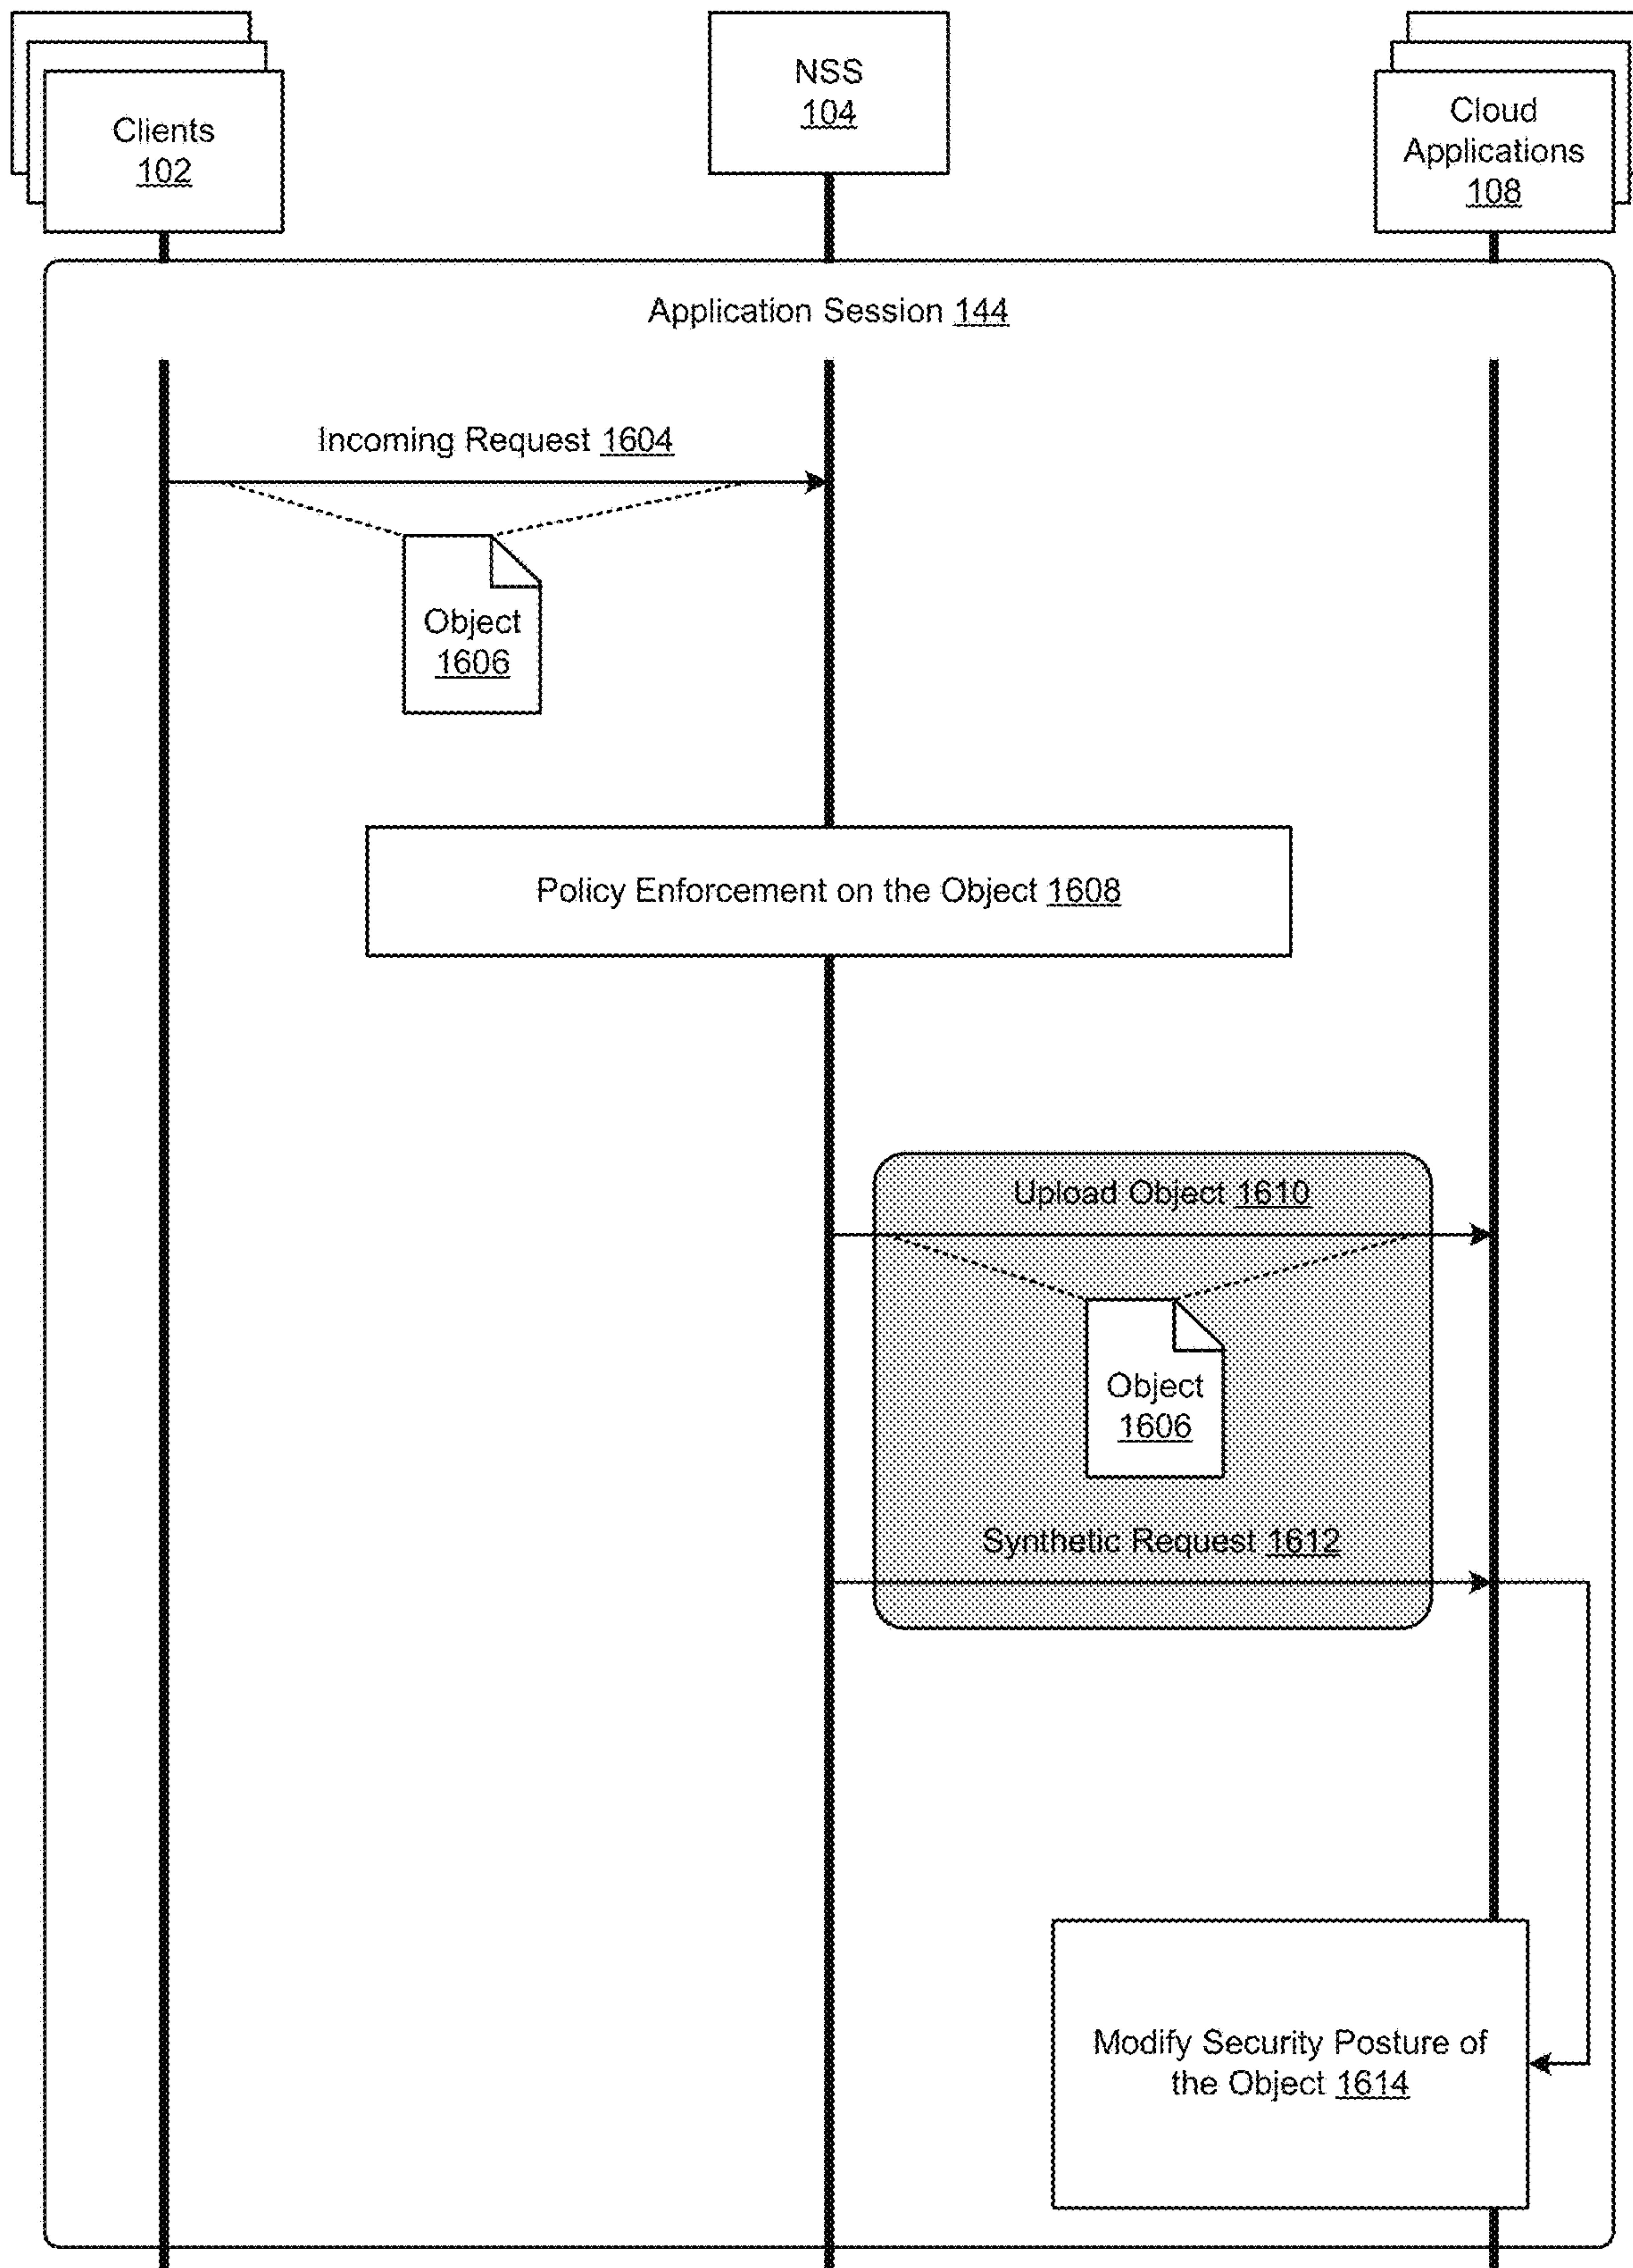 Clients
102
NSS
104
Cloud
Applications
108
Application Session 144
Incoming Request 1604
Object
1606
Policy Enforcement on the Object 1608
Upload Object 1610
Object
1606
Synthetic Request 1612
Modify Security Posture of
the Object 1614